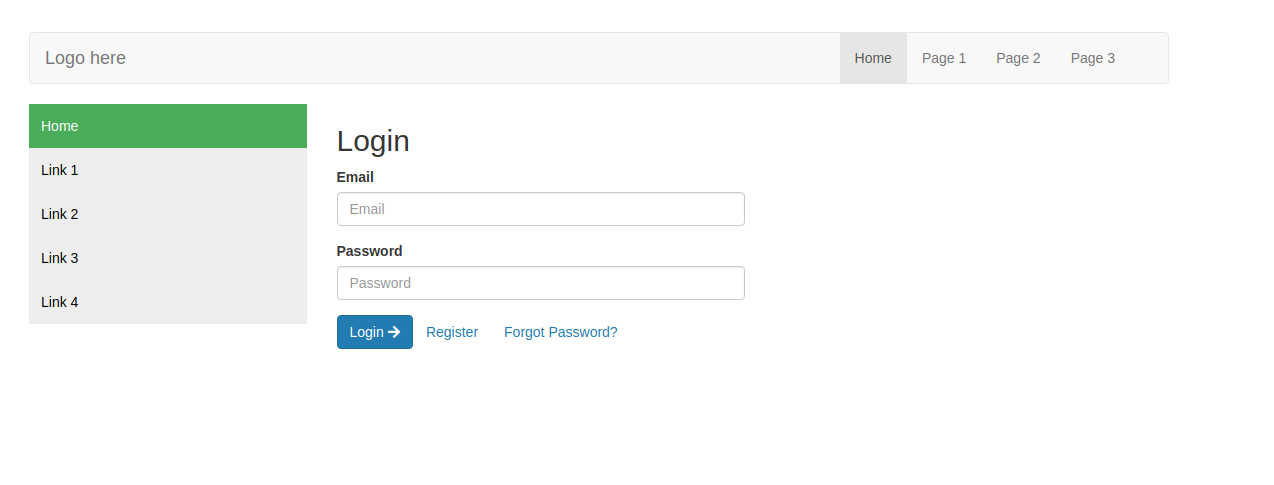 Logo here
Home Page 1 Page 2 Page 3
Home
Link 1
Link 2
Link 3
Link 4
Login
Email
Email
Password
Password
Login Register Forgot Password?